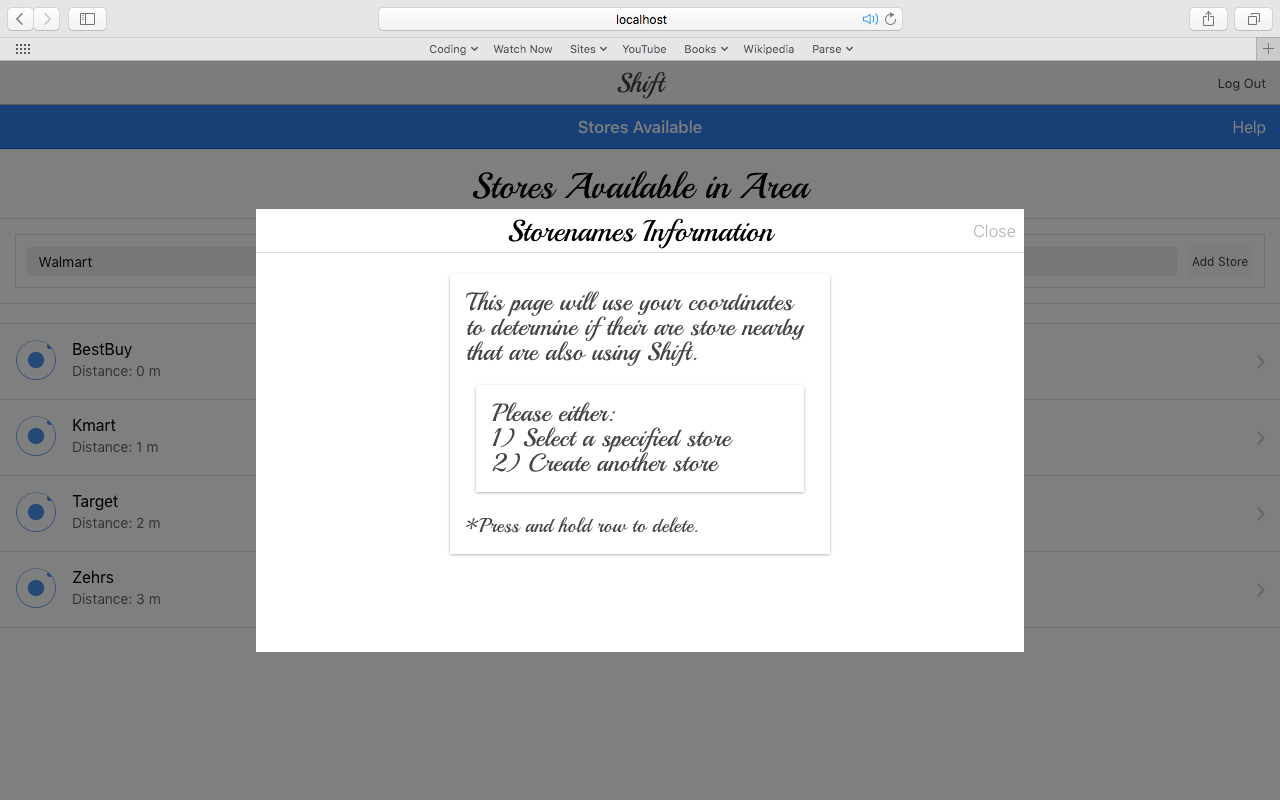 localhost
Coding Watch Now Sites YouTube Books Wikipedia Parse
Shift
Log Out
Stores Available
Help
Stores Available in Area
Storenames Information
Close
Walmart
Add Store
This page will use your coordinates
to determine if their are store nearby
that are also using Shift.
Please either:
1) Select a specified store
2) Create another store
*Press and hold row to delete.
BestBuy
Distance: 0 m
Kmart
Distance: 1 m
Target
Distance: 2 m
Zehrs
Distance: 3 m